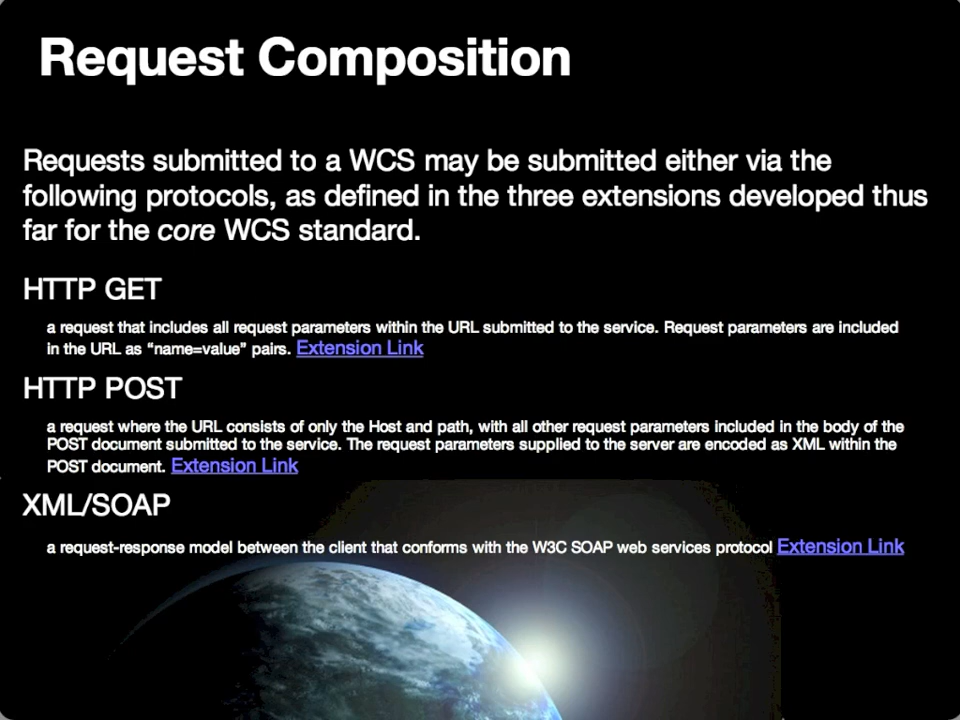 Request Composition
Requests submitted to a WCS may be submitted either via the
following protocols, as defined in the three extensions developed thus
far for the core WCS standard.
HTTP GET
a request that includes all request parameters within the URL submitted to the service. Request parameters are included
in the URL as “name=value” pairs. Extension Link
HTTP POST
a request where the URL consists of only the Host and path, with all other request parameters included in the body of the
POST document submitted to the service. The request parameters supplied to the server are encoded as XML within the
POST document. Extension Link
XML/SOAP
a request-response model between the client that conforms with the W3C SOAP web services protocol Extension Link